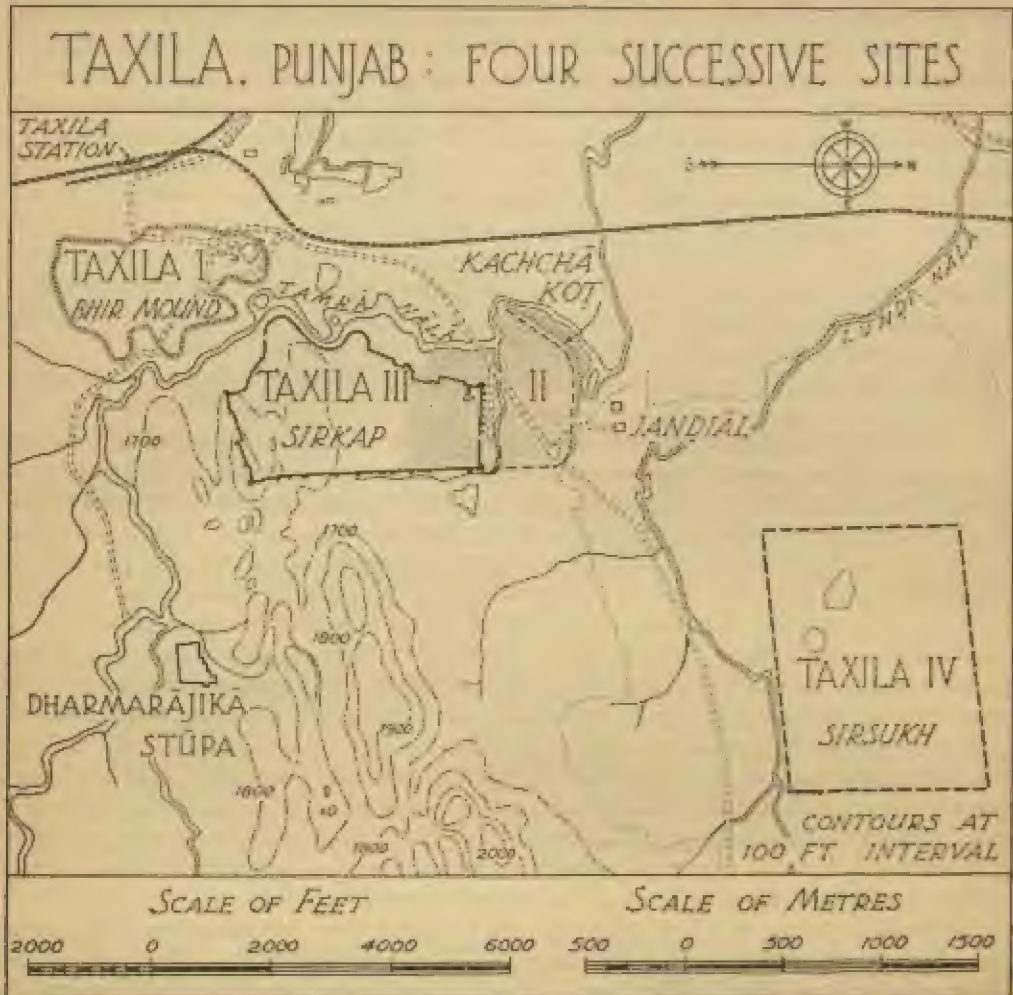 TAXILA. PUNJAB: FOUR SUCCESSIVE SITES
TAXILA
STATION
S
N
TAXILA I
BHIR MOUND
TAMRĀ NĀLA
KACHCHĀ
KOT
LUNDI NĀLA
TAXILA III
SIRKAP
II
JANDIĀL
1700
1700
1800
1900
DHARMARĀJIKĀ
STŪPA
TAXILA IV
SIRSUKH
1800
1800
2000
CONTOURS AT
100 FT INTERVAL
SCALE OF FEET
2000 0 2000 4000 6000
SCALE OF METRES
500 0 500 1000 1500